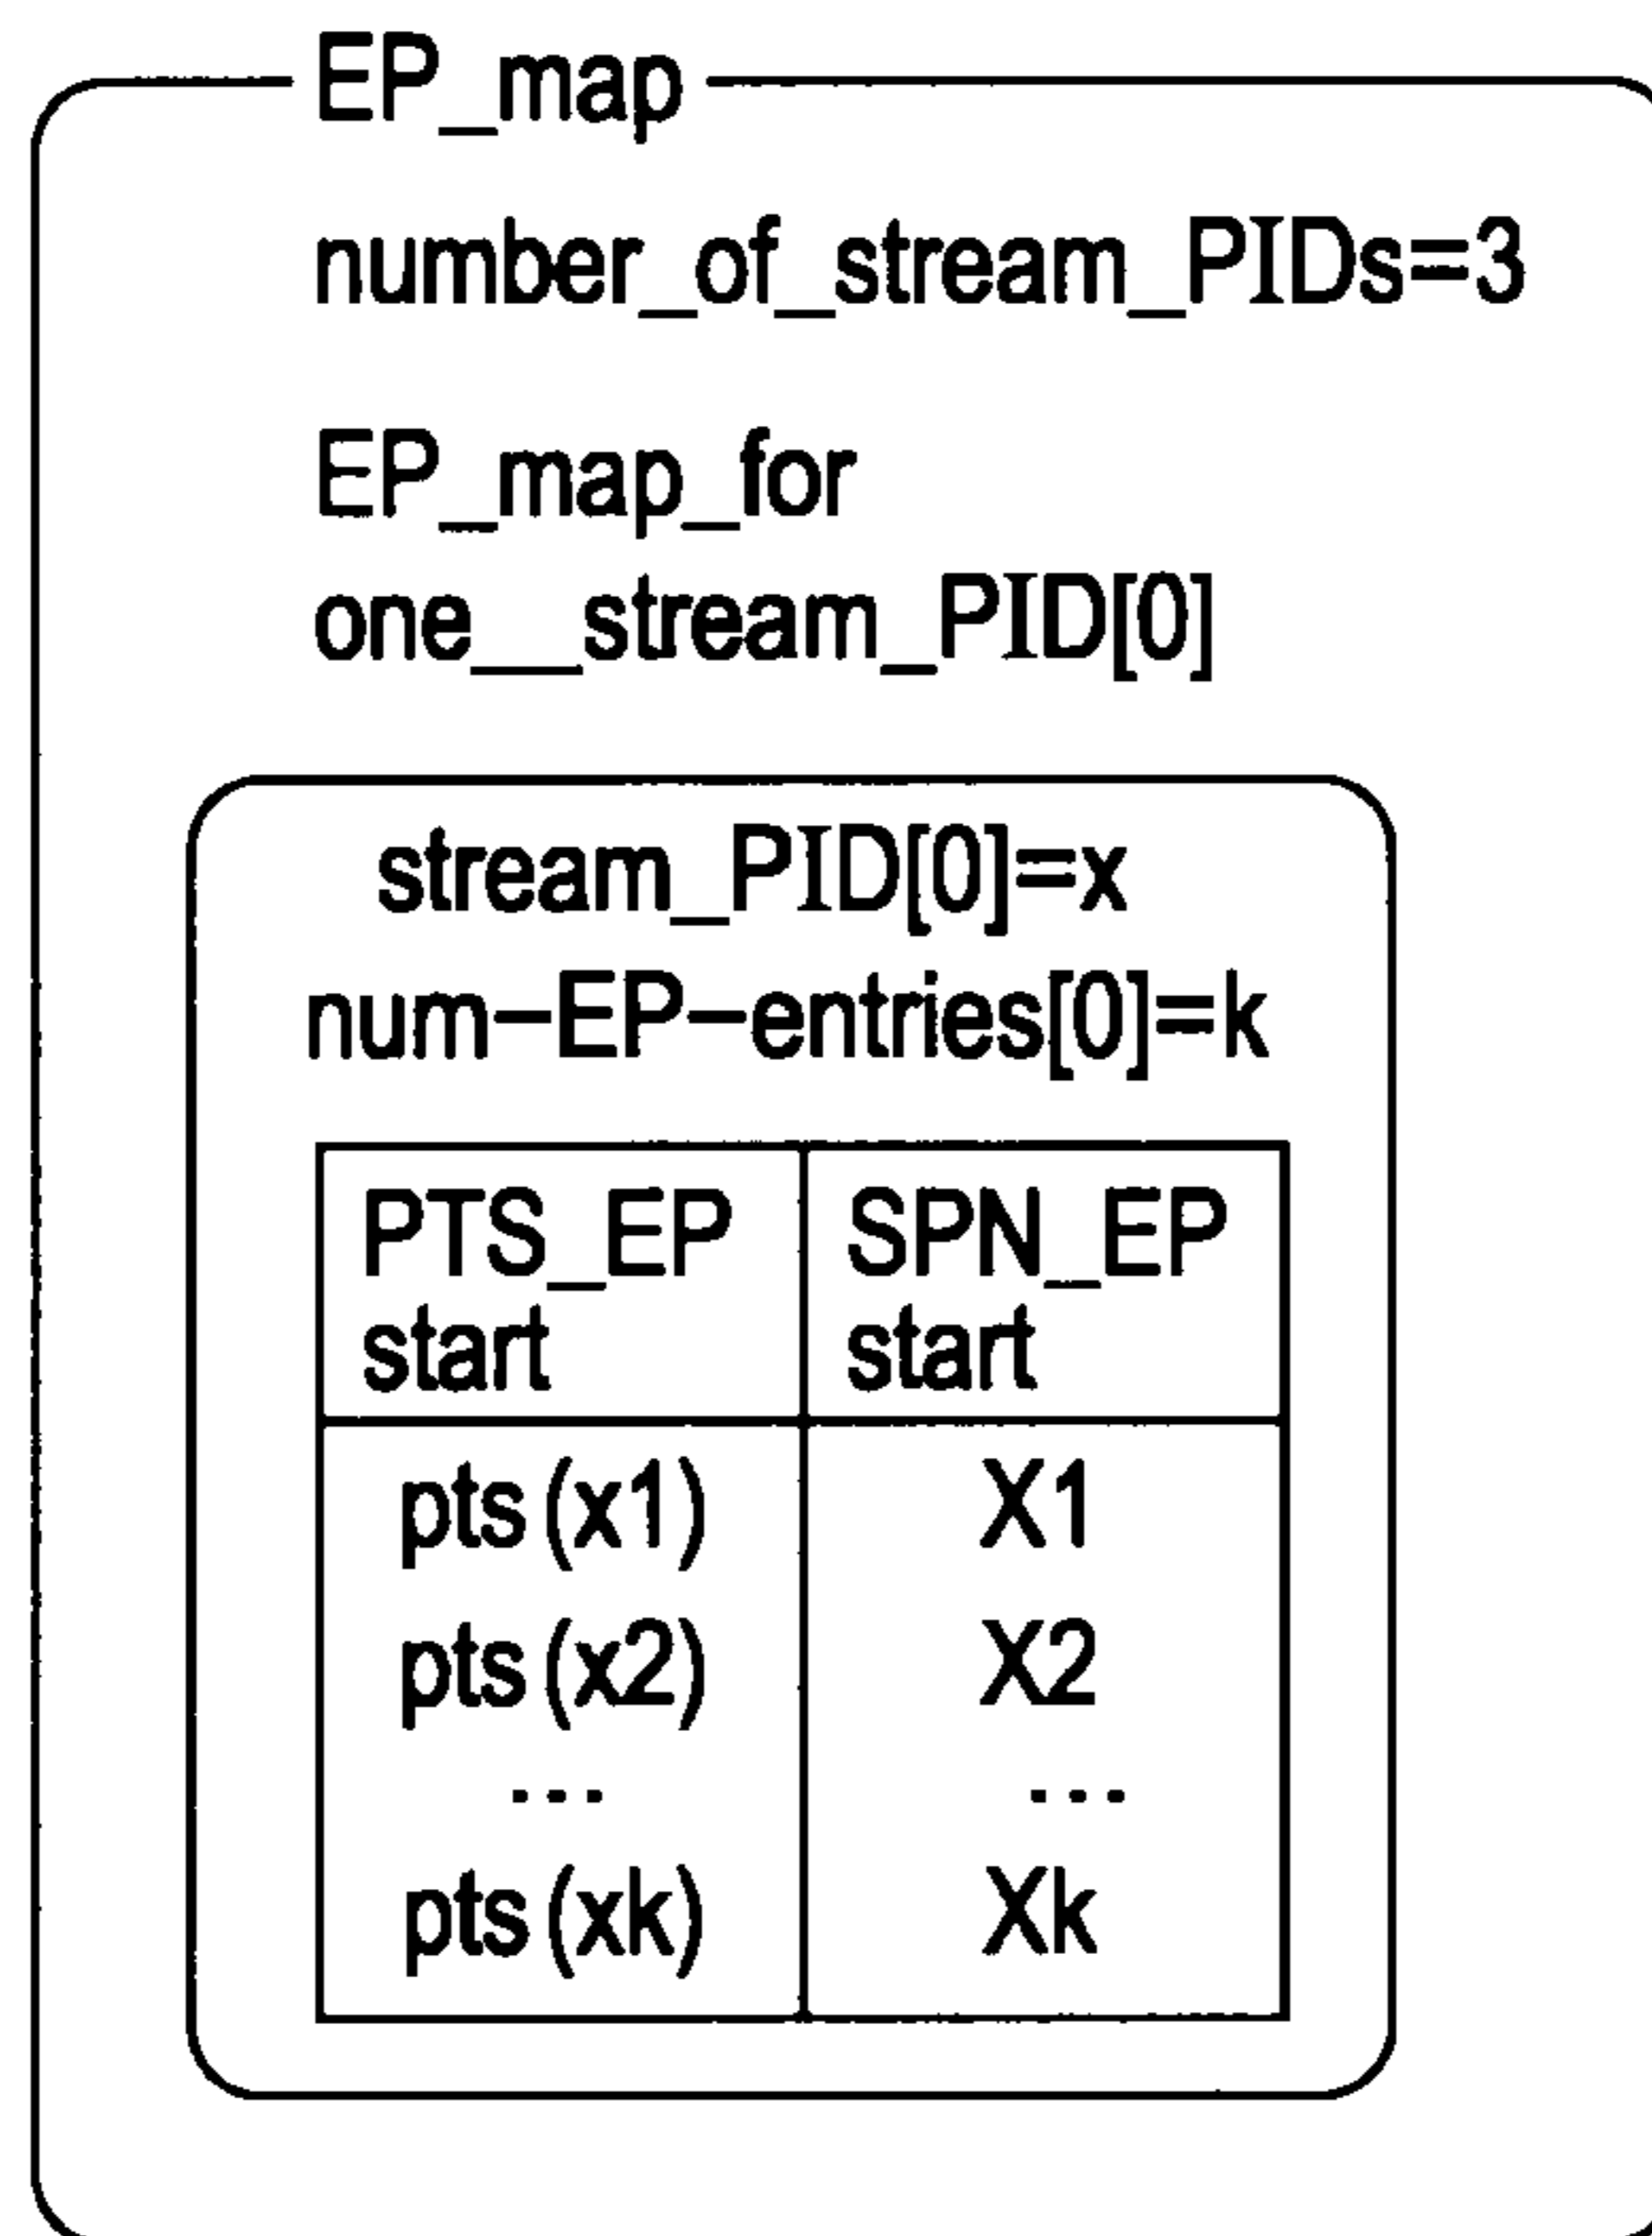 EP_map
number_of_stream_PIDs=3
EP_map_for
one__stream_PID[0]
stream_PID[0]=x
num-EP-entries[0]=k
PTS_EP SPN_EP
start start
pts(x1) X1
pts(x2) X2
... ...
pts(xk) Xk